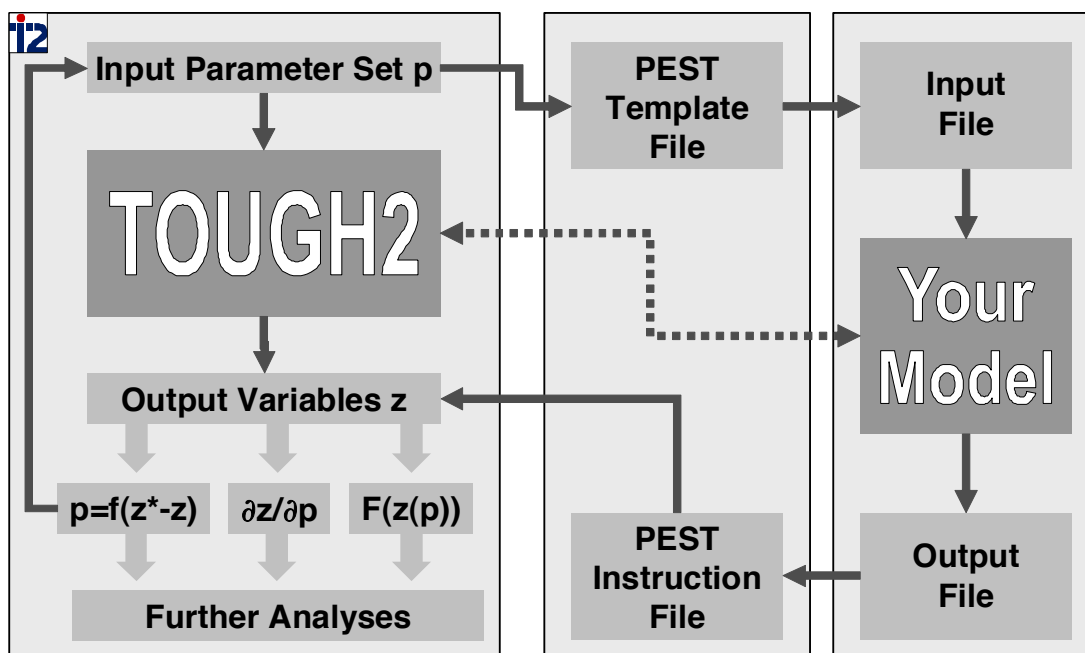 i2
Input Parameter Set p
TOUGH2
Output Variables z
p=f(z*-z)
∂z/∂p
F(z(p))
Further Analyses
PEST
Template
File
PEST
Instruction
File
Input
File
Your
Model
Output
File